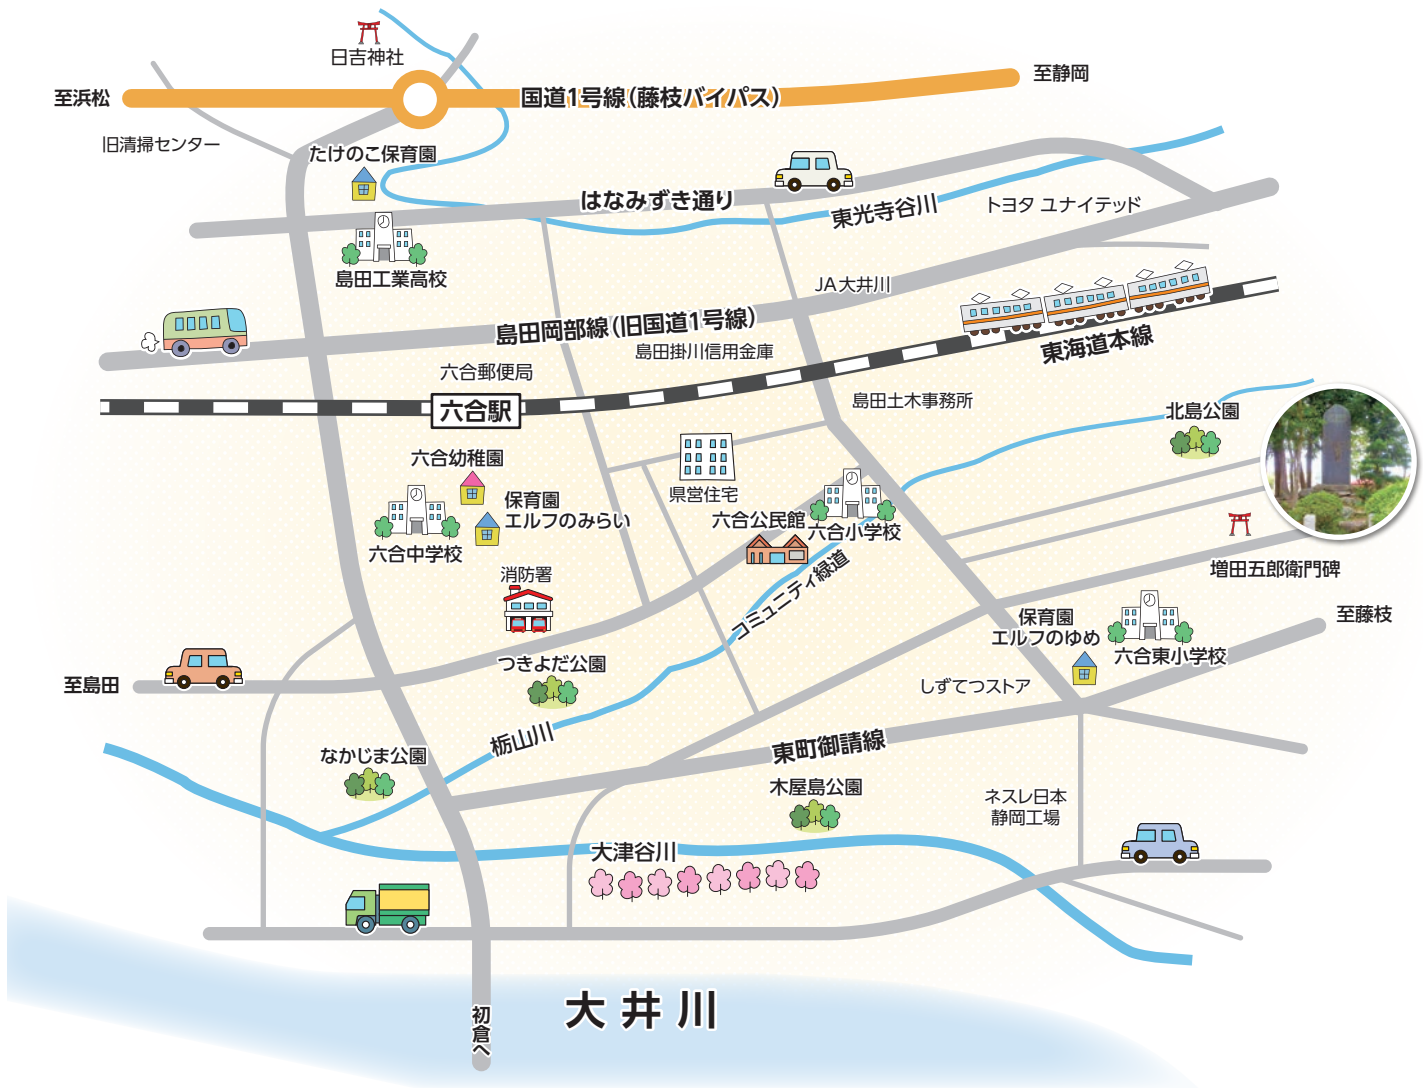 日吉神社
至静岡
至浜松
国道1号線（藤枝バイパス）
旧清掃センター
たけのこ保育園
はなみずき通り
東光寺谷川
トヨタ ユナイテッド
島田工業高校
JA大井川
島田岡部線（旧国道1号線）
島田掛川信用金庫
東海道本線
六合郵便局
六合駅
島田土木事務所
北島公園
六合幼稚園
県営住宅
保育園
エルフのみらい
六合公民館
六合小学校
六合中学校
消防署
コミュニティ緑道
増田五郎衛門碑
至藤枝
保育園
エルフのゆめ
六合東小学校
つきよだ公園
至島田
しずてつストア
栃山川
東町御請線
なかじま公園
木屋島公園
ネスレ日本
静岡工場
大津谷川
大井川
初倉へ